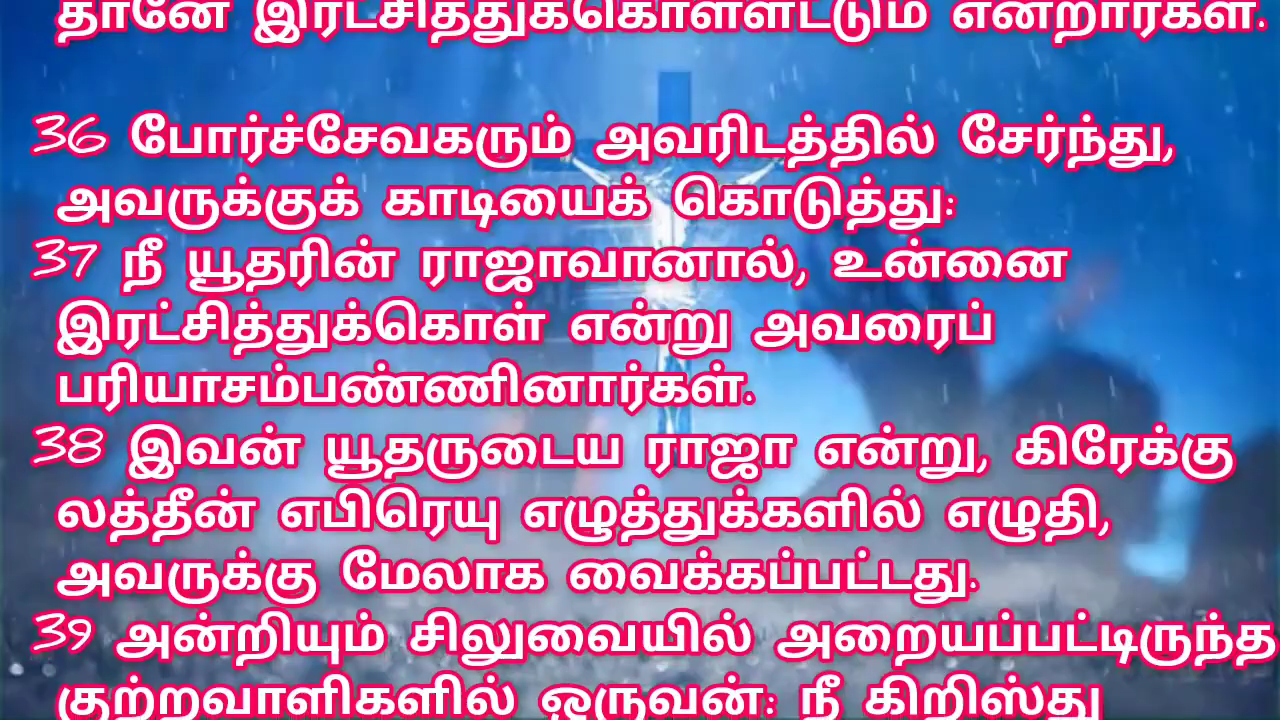 தானே இரட்சித்துக்கொள்ளட்டும் என்றார்கள்.
36 போர்ச்சேவகரும் அவரிடத்தில் சேர்ந்து,
அவருக்குக் காடியைக் கொடுத்து:
37 நீ யூதரின் ராஜாவானால், உன்னை
இரட்சித்துக்கொள் என்று அவரைப்
பரியாசம்பண்ணினார்கள்.
38 இவன் யூதருடைய ராஜா என்று, கிரேக்கு
லத்தீன் எபிரெயு எழுத்துக்களில் எழுதி,
அவருக்கு மேலாக வைக்கப்பட்டது.
39 அன்றியும் சிலுவையில் அறையப்பட்டிருந்த
குற்றவாளிகளில் ஒருவன்: நீ கிறிஸ்து